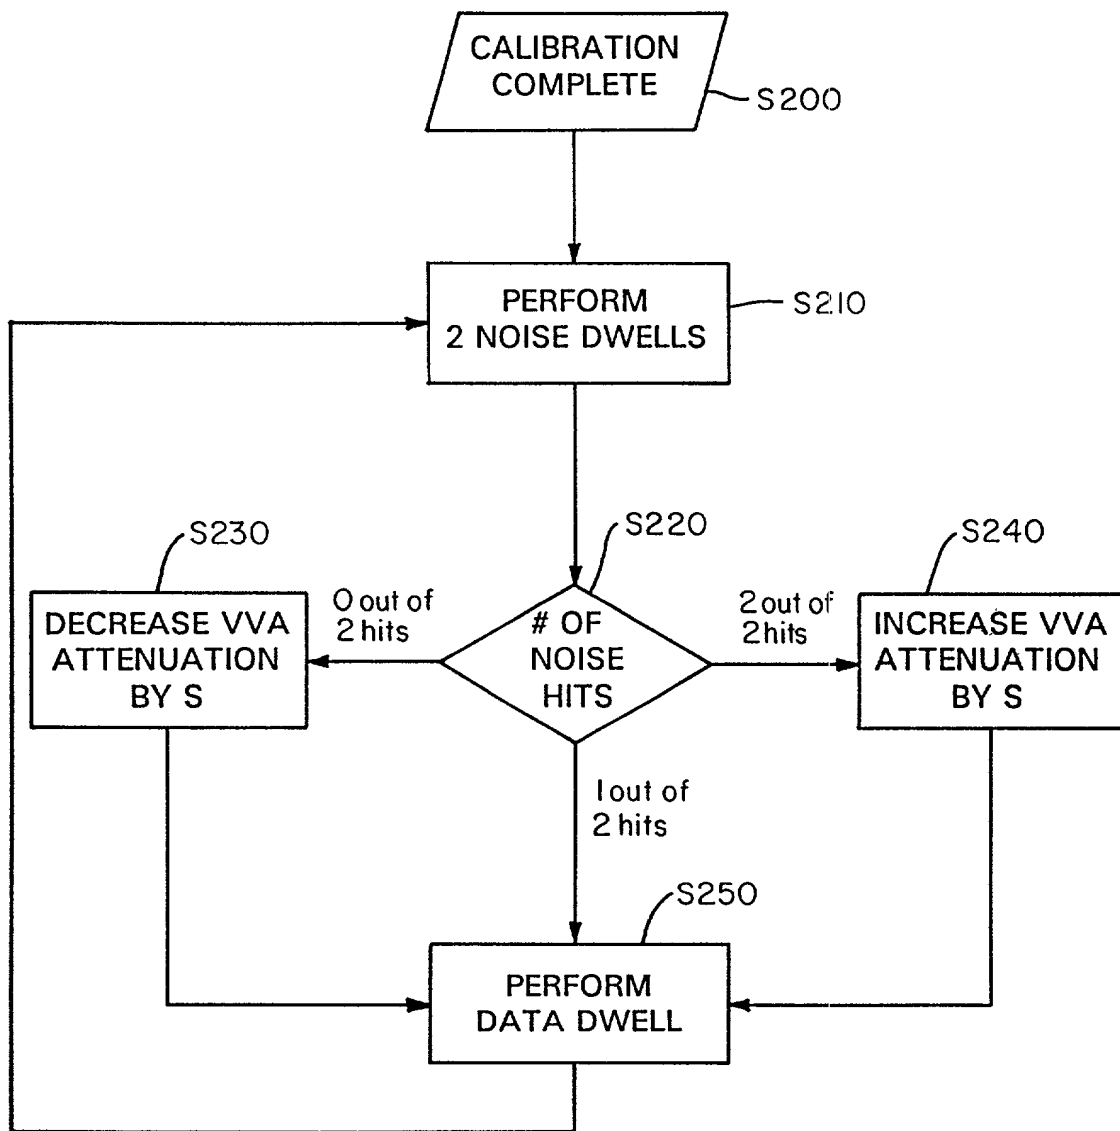 CALIBRATION
COMPLETE
S200
PERFORM
2 NOISE DWELLS
S210
S220
S230
S240
DECREASE VVA
ATTENUATION
BY S
0 out of
2 hits
# OF
NOISE
HITS
2 out of
2 hits
INCREASE VVA
ATTENUATION
BY S
1 out of
2 hits
S250
PERFORM
DATA DWELL